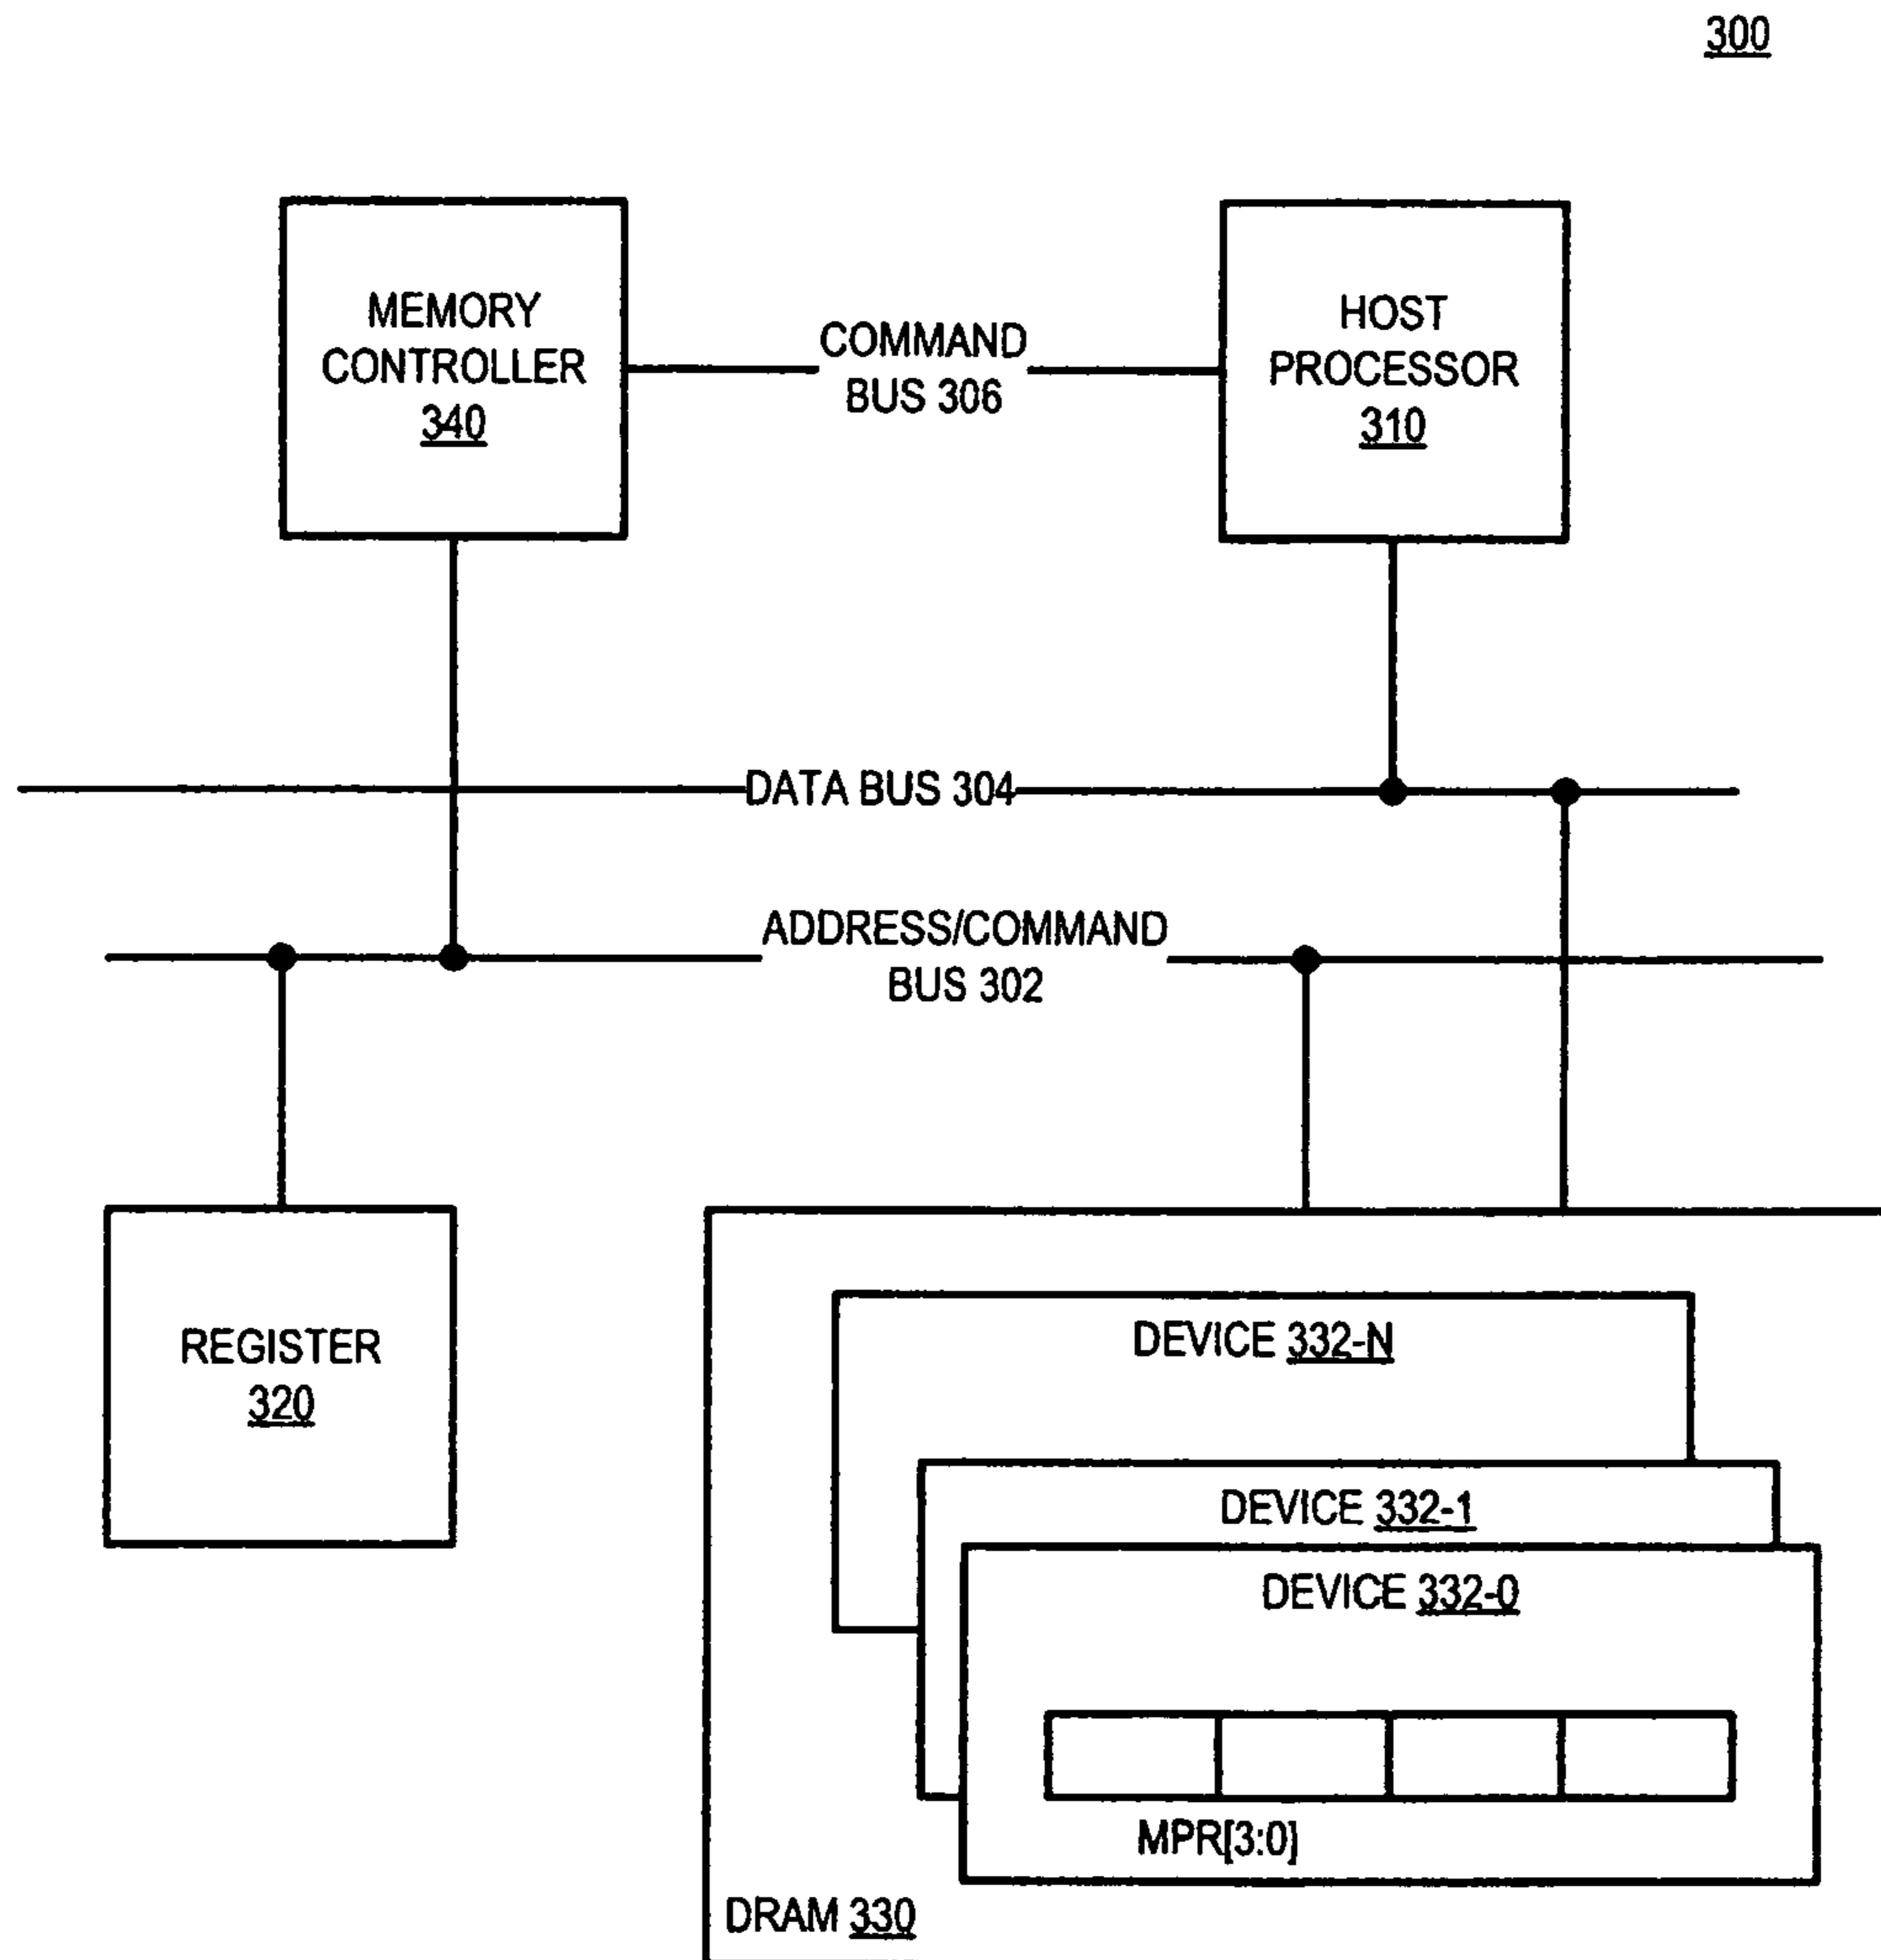 300
MEMORY
CONTROLLER
340
COMMAND
BUS 306
HOST
PROCESSOR
310
DATA BUS 304
ADDRESS/COMMAND
BUS 302
REGISTER
320
DEVICE 332-N
DEVICE 332-1
DEVICE 332-0
MPR[3:0]
DRAM 330